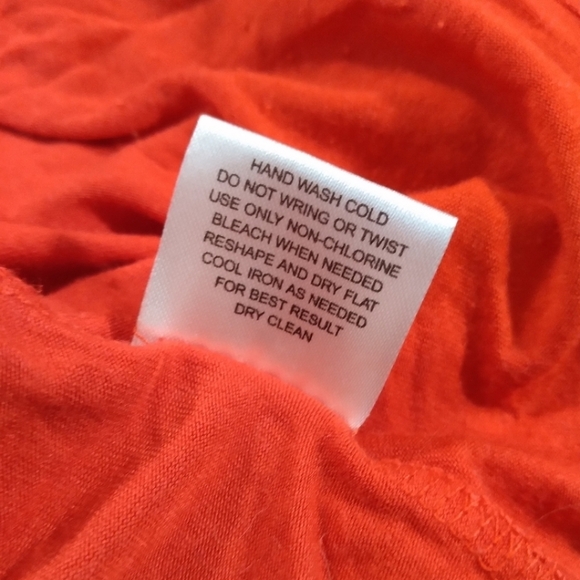 HAND WASH COLD
DO NOT WRING OR TWIST
USE ONLY NON-CHLORINE
BLEACH WHEN NEEDED
RESHAPE AND DRY FLAT
COOL IRON AS NEEDED
FOR BEST RESULT
DRY CLEAN